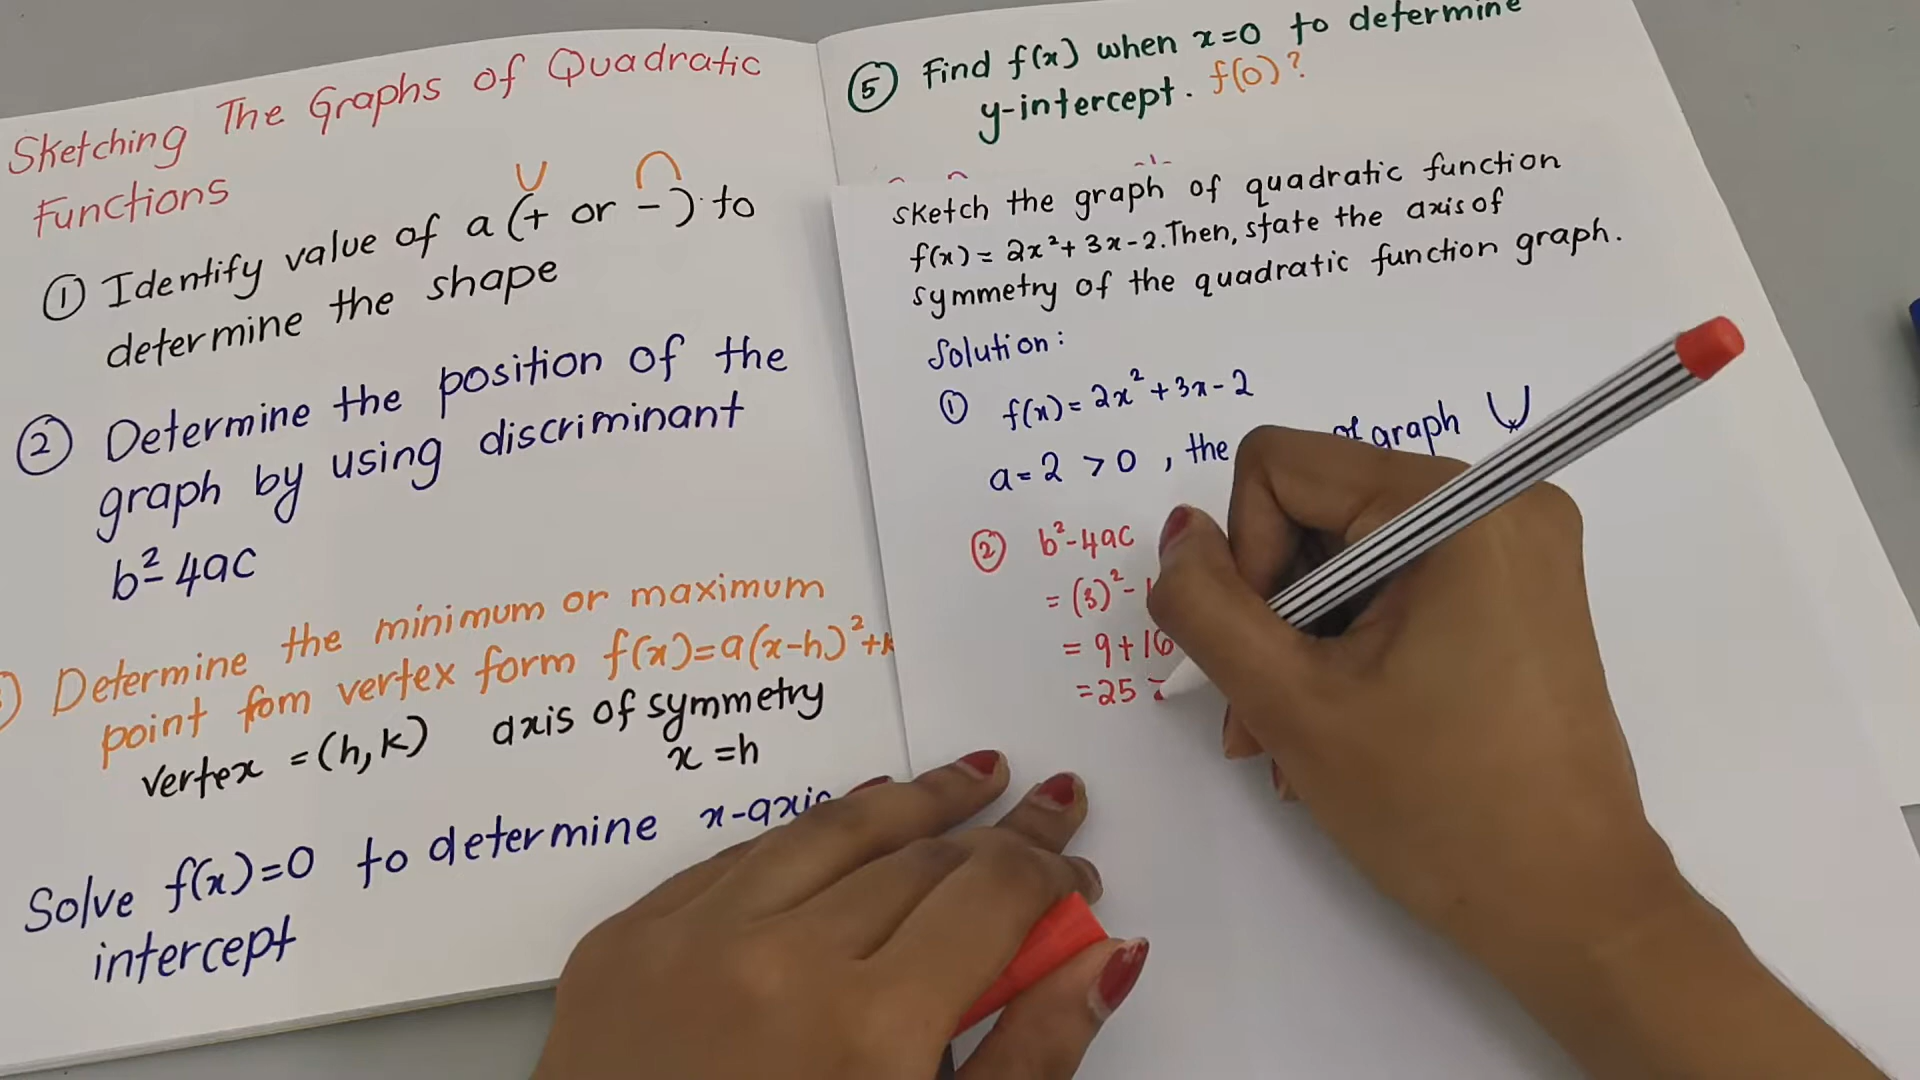 Sketching The Graphs of Quadratic
Functions
① Identify value of a (+ or -) to
determine the shape
② Determine the position of the
graph by using discriminant
b² - 4ac
Determine the minimum or maximum
point fom vertex form f(x)=a(x-h)²+k
vertex = (h,k) axis of symmetry
x = h
Solve f(x)=0 to determine x-axis
intercept
⑤ Find f(x) when x=0 to determine
y-intercept. f(0)?
sketch the graph of quadratic function
f(x) = 2x²+3x-2. Then, state the axis of
symmetry of the quadratic function graph.
Solution:
① f(x) = 2x² + 3x - 2
a = 2 > 0, the of graph
② b² - 4ac
= (3)² -
= 9 + 16
= 25